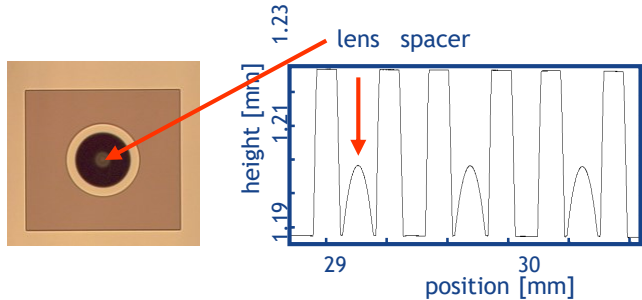 lens spacer
height [mm]
1.23
1.21
1.19
29
30
position [mm]